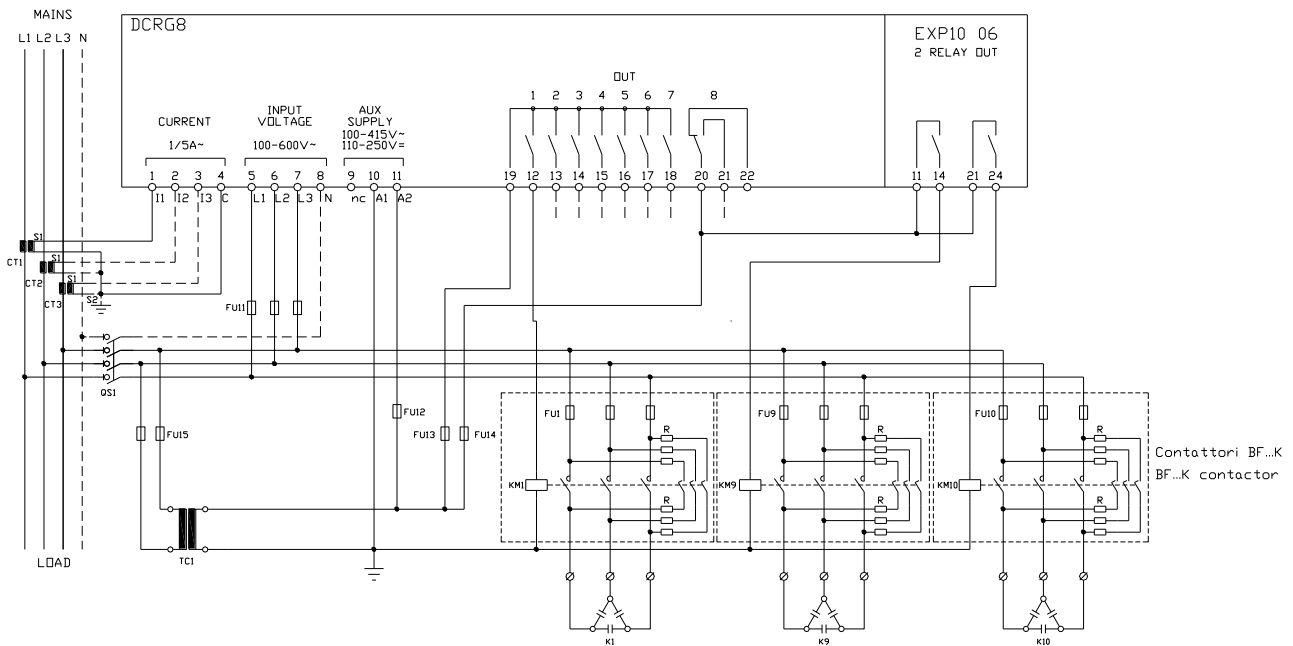 MAINS
L1 L2 L3 N
DCRG8
EXP10 06
2 RELAY OUT
OUT
1 2 3 4 5 6 7 8
CURRENT
1/5A~
INPUT
VOLTAGE
100-600V~
AUX
SUPPLY
100-415V~
110-250V=
1 2 3 4 5 6 7 8 9 10 11 19 12 13 14 15 16 17 18 20 21 22 11 14 21 24
I1 I2 I3 C L1 L2 L3 N nc A1 A2
S1
CT1
S1
CT2
S1
CT3
S2
FU11
QS1
FU12
FU15
FU13
FU14
FU1
FU9
FU10
R
R
R
Contattori BF...K
BF...K contactor
KM1
KM9
KM10
R
R
R
LOAD
TC1
K1
K9
K10